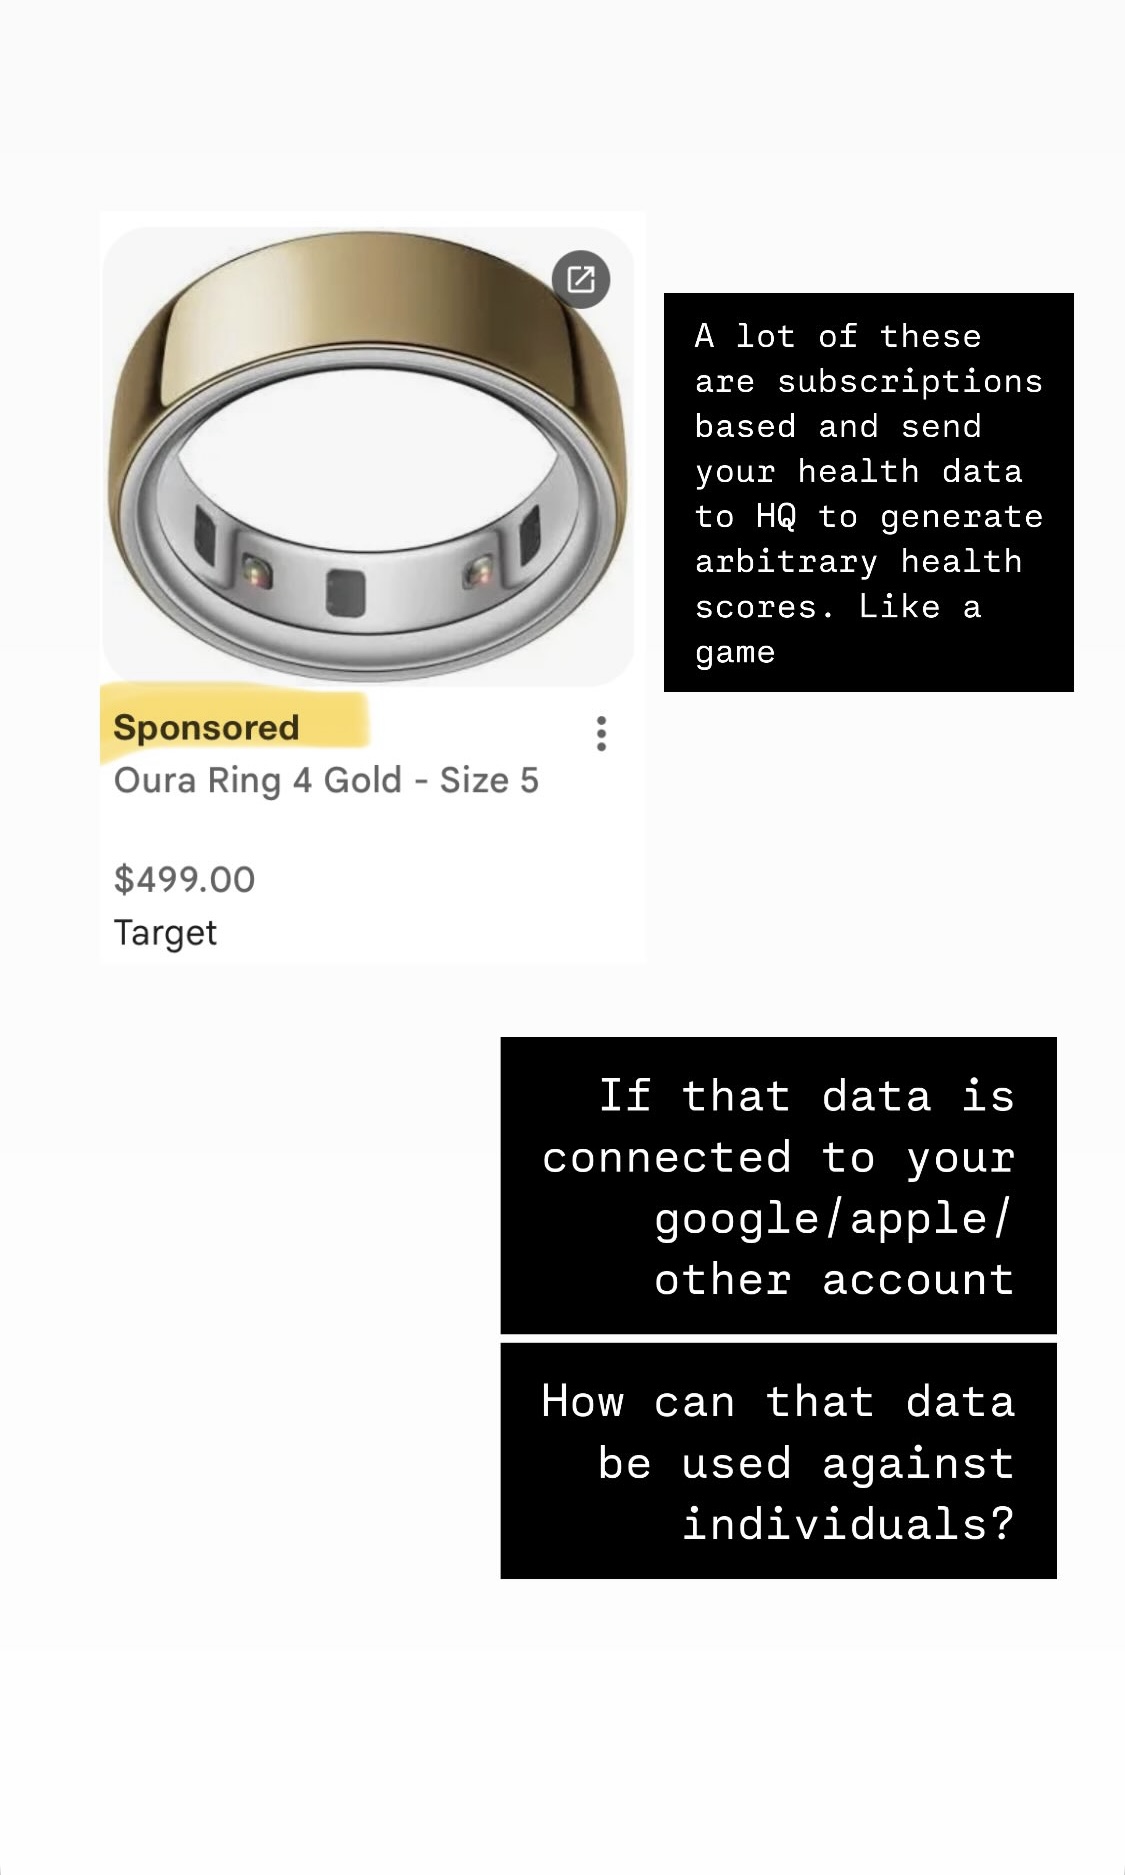 A lot of these
are subscriptions
based and send
your health data
to HQ to generate
arbitrary health
scores. Like a
game
Sponsored
Oura Ring 4 Gold - Size 5
$499.00
Target
If that data is
connected to your
google/apple/
other account
How can that data
be used against
individuals?